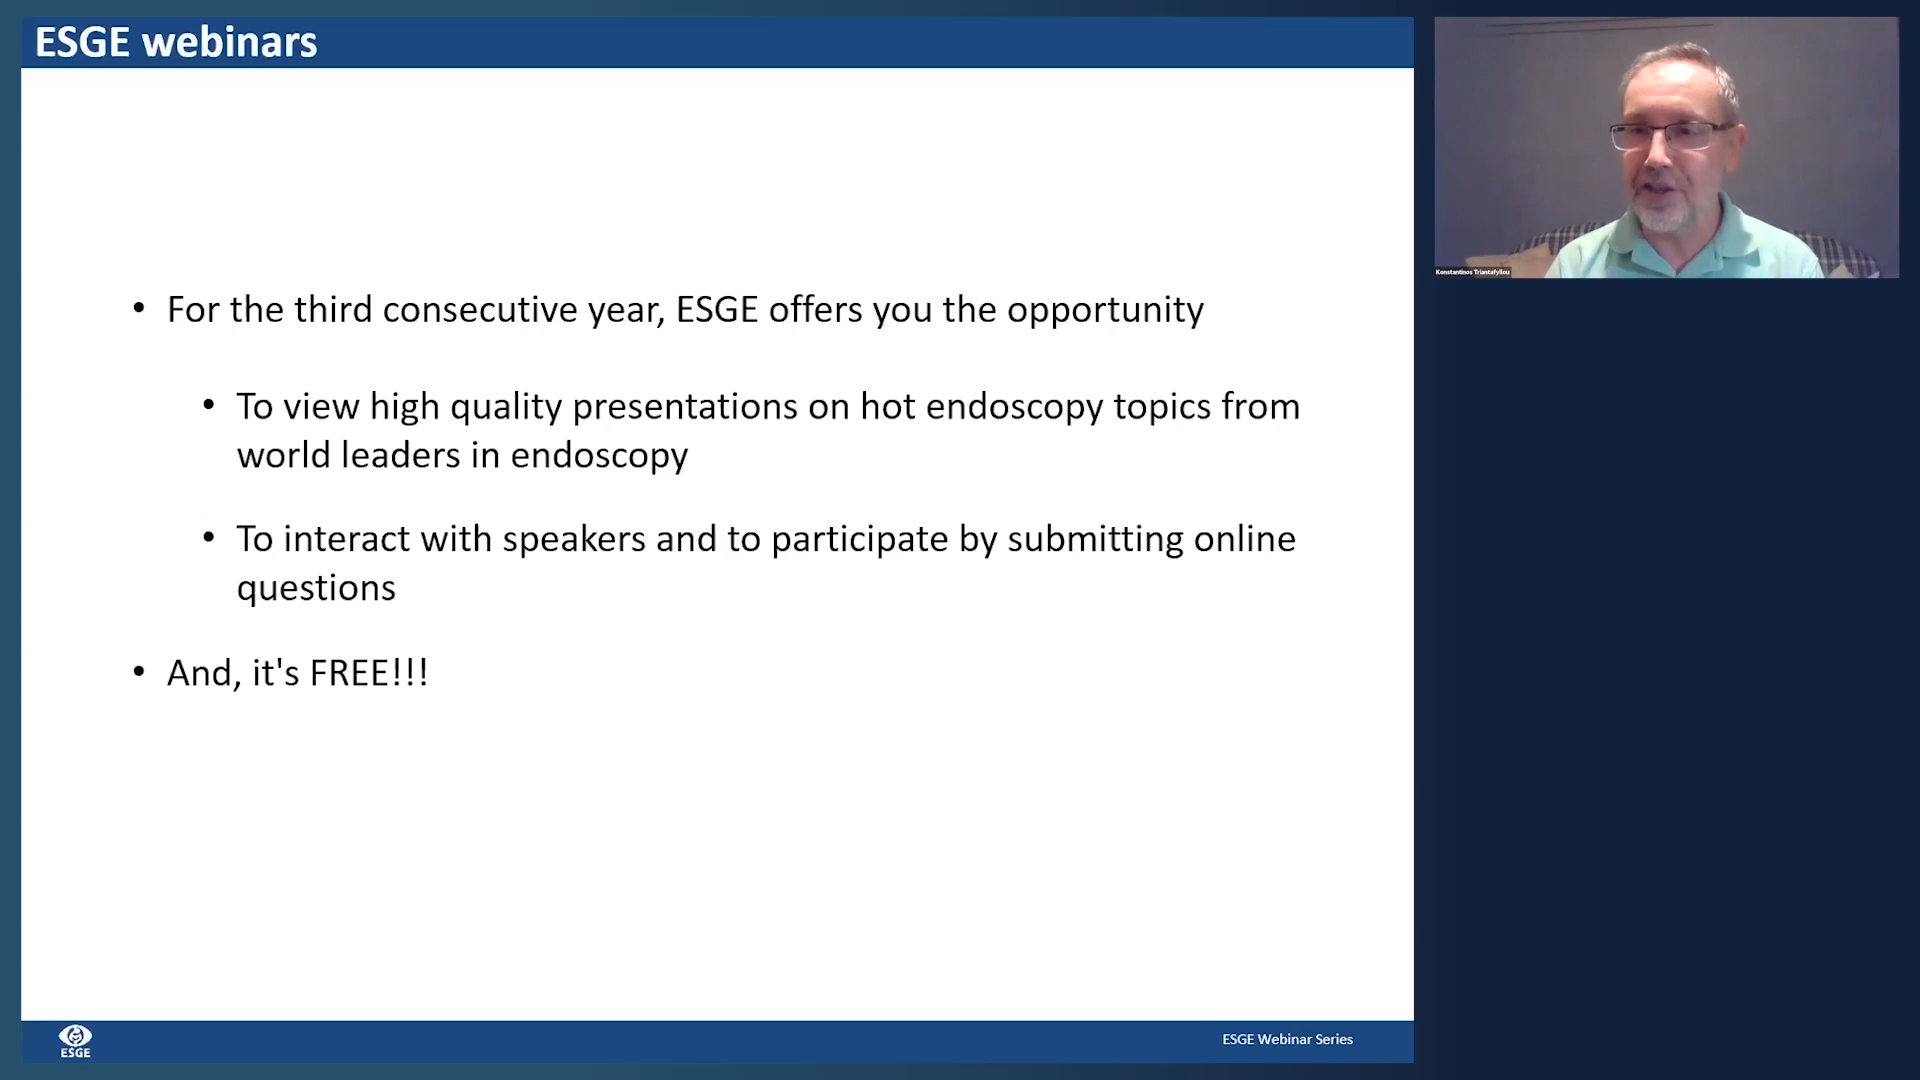 ESGE webinars
• For the third consecutive year, ESGE offers you the opportunity
• To view high quality presentations on hot endoscopy topics from
world leaders in endoscopy
• To interact with speakers and to participate by submitting online
questions
• And, it's FREE!!!
Konstantinos Triantafyllou
ESGE
ESGE Webinar Series